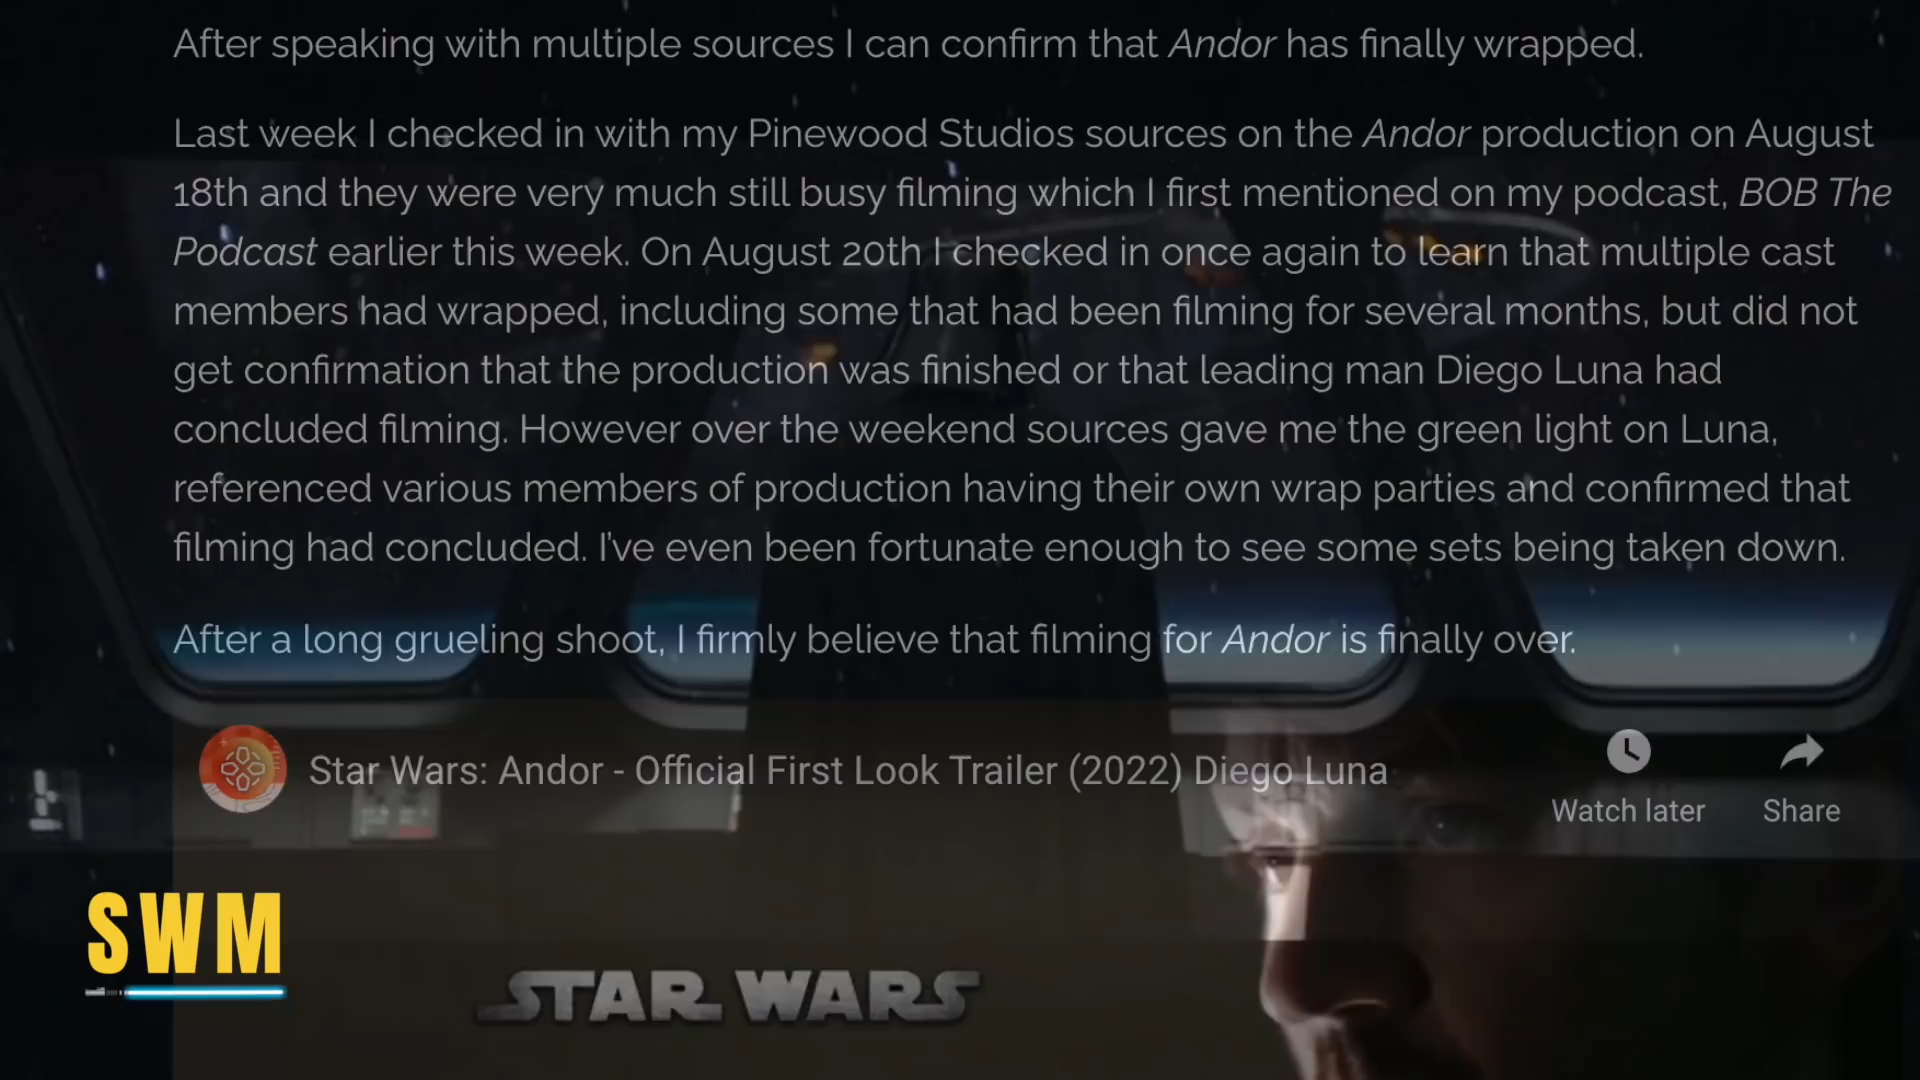 After speaking with multiple sources I can confirm that Andor has finally wrapped.
Last week I checked in with my Pinewood Studios sources on the Andor production on August
18th and they were very much still busy filming which I first mentioned on my podcast, BOB The
Podcast earlier this week. On August 20th I checked in once again to learn that multiple cast
members had wrapped, including some that had been filming for several months, but did not
get confirmation that the production was finished or that leading man Diego Luna had
concluded filming. However over the weekend sources gave me the green light on Luna,
referenced various members of production having their own wrap parties and confirmed that
filming had concluded. I've even been fortunate enough to see some sets being taken down.
After a long grueling shoot, I firmly believe that filming for Andor is finally over.
Star Wars: Andor - Official First Look Trailer (2022) Diego Luna
Watch later
Share
SWM
STAR WARS